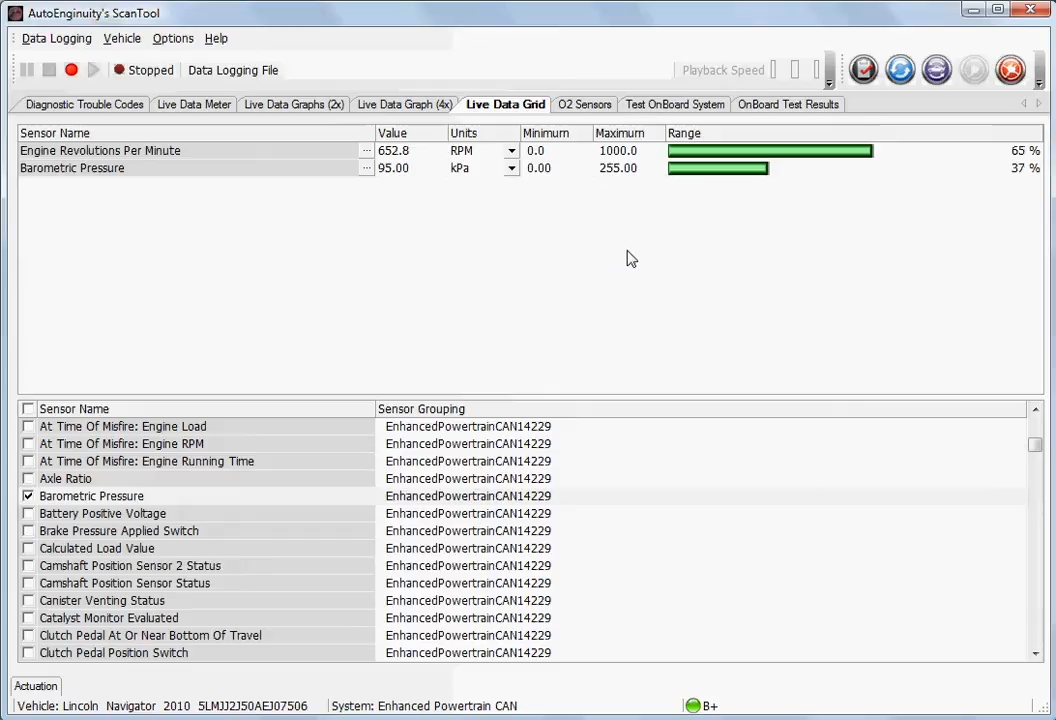 AutoEnginuity's ScanTool
Data Logging Vehicle Options Help
Stopped Data Logging File Playback Speed
Diagnostic Trouble Codes Live Data Meter Live Data Graphs (2x) Live Data Graph (4x) Live Data Grid O2 Sensors Test OnBoard System OnBoard Test Results
Sensor Name Value Units Minimum Maximum Range
Engine Revolutions Per Minute ... 652.8 RPM 0.0 1000.0 65 %
Barometric Pressure ... 95.00 kPa 0.00 255.00 37 %
Sensor Name Sensor Grouping
At Time Of Misfire: Engine Load EnhancedPowertrainCAN14229
At Time Of Misfire: Engine RPM EnhancedPowertrainCAN14229
At Time Of Misfire: Engine Running Time EnhancedPowertrainCAN14229
Axle Ratio EnhancedPowertrainCAN14229
Barometric Pressure EnhancedPowertrainCAN14229
Battery Positive Voltage EnhancedPowertrainCAN14229
Brake Pressure Applied Switch EnhancedPowertrainCAN14229
Calculated Load Value EnhancedPowertrainCAN14229
Camshaft Position Sensor 2 Status EnhancedPowertrainCAN14229
Camshaft Position Sensor Status EnhancedPowertrainCAN14229
Canister Venting Status EnhancedPowertrainCAN14229
Catalyst Monitor Evaluated EnhancedPowertrainCAN14229
Clutch Pedal At Or Near Bottom Of Travel EnhancedPowertrainCAN14229
Clutch Pedal Position Switch EnhancedPowertrainCAN14229
Actuation
Vehicle: Lincoln Navigator 2010 5LMJJ2J50AEJ07506 System: Enhanced Powertrain CAN B+